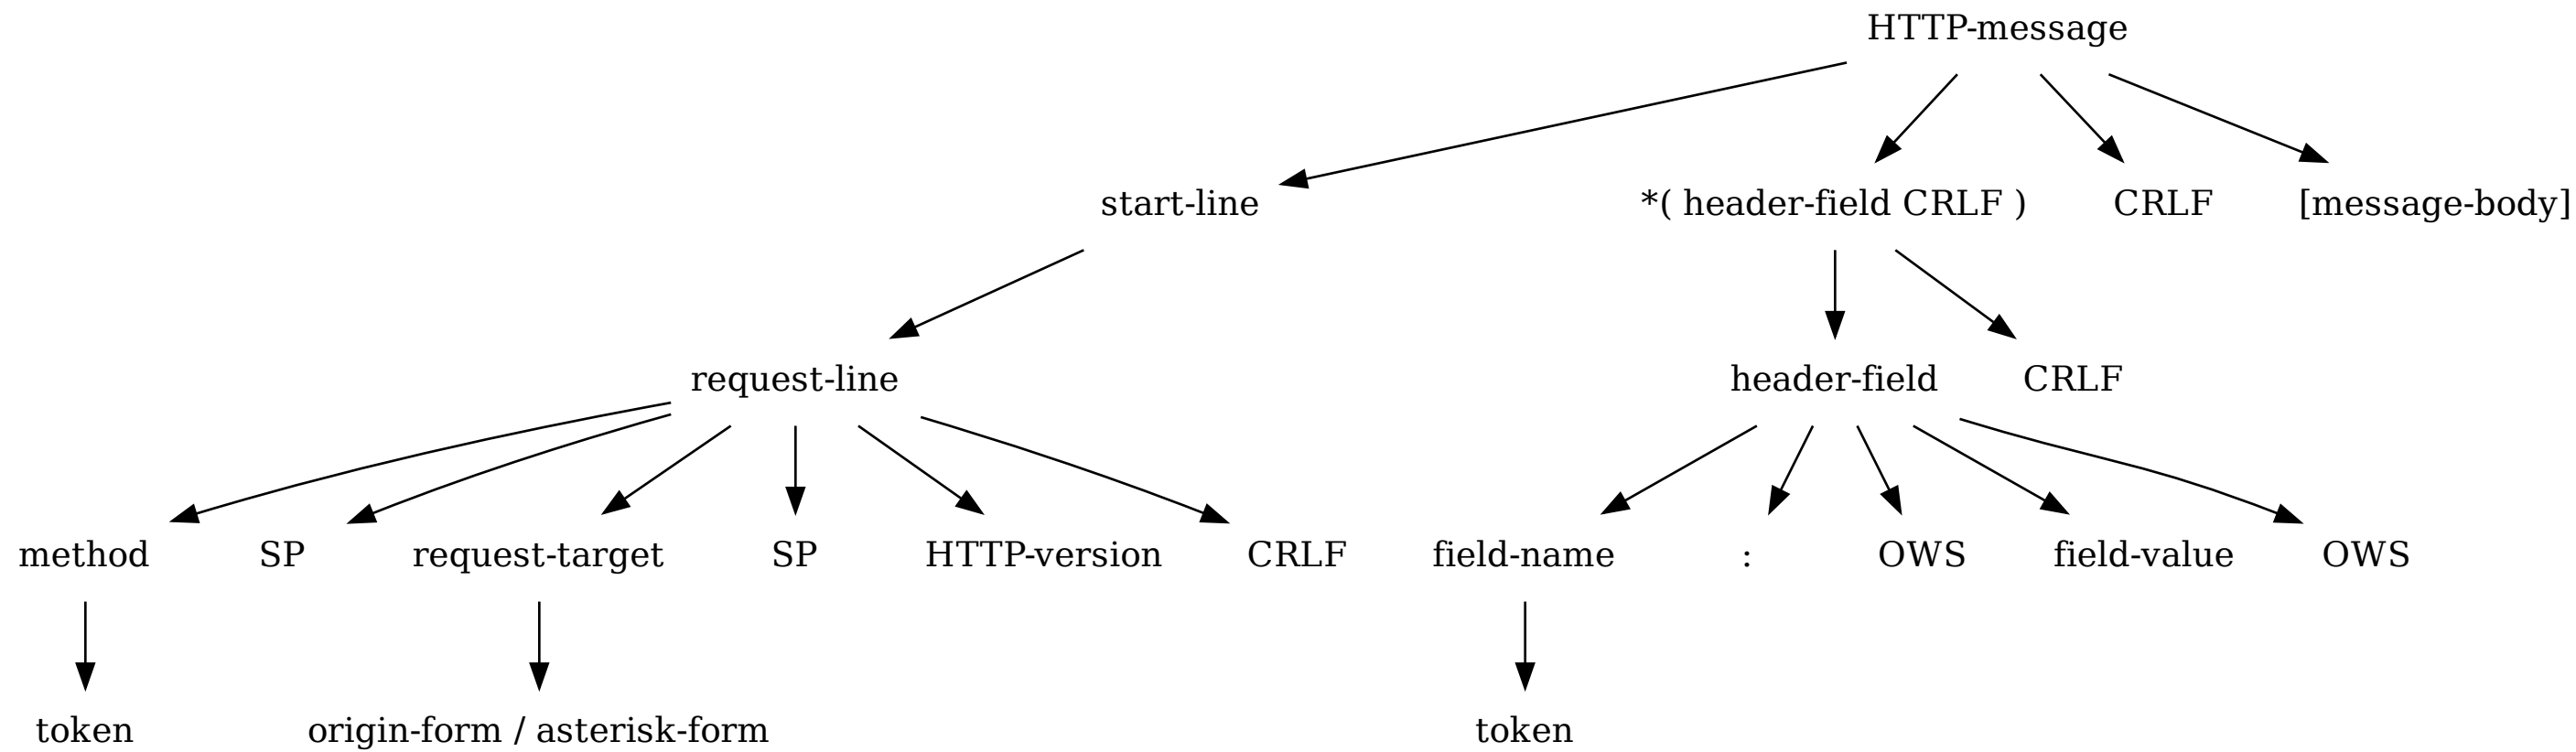 HTTP-message
start-line *( header-field CRLF ) CRLF [message-body]
request-line header-field CRLF
method SP request-target SP HTTP-version CRLF field-name : OWS field-value OWS
token origin-form / asterisk-form token